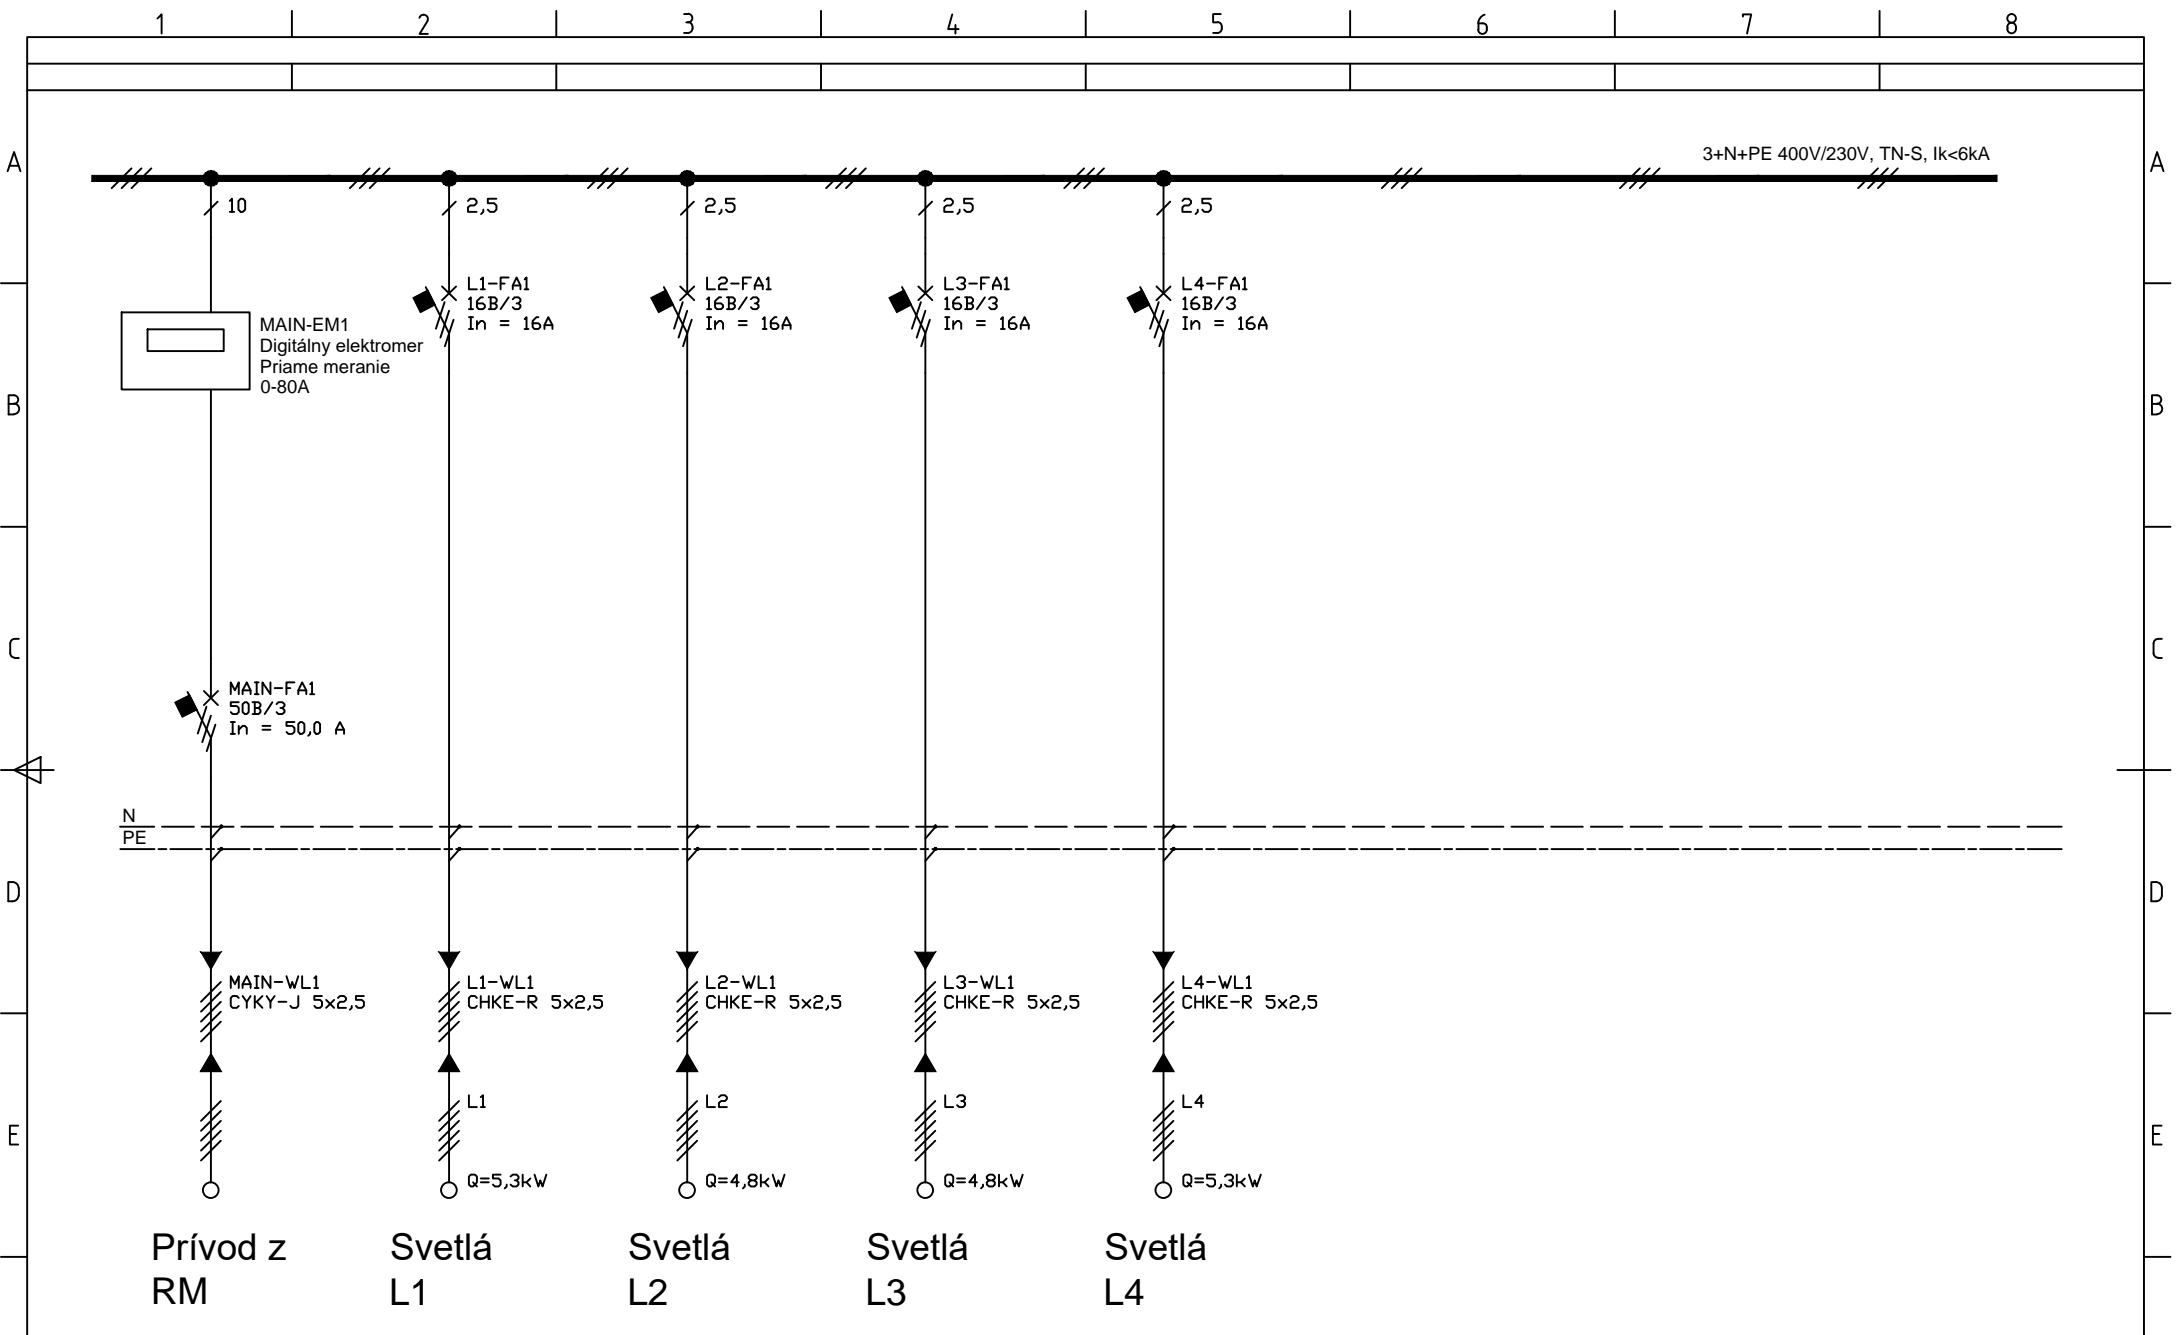 1 2 3 4 5 6 7 8
A A
3+N+PE 400V/230V, TN-S, Ik<6kA
10 2,5 2,5 2,5 2,5
L1-FA1
16B/3
In = 16A
L2-FA1
16B/3
In = 16A
L3-FA1
16B/3
In = 16A
L4-FA1
16B/3
In = 16A
MAIN-EM1
Digitálny elektromer
Priame meranie
0-80A
B B
C C
MAIN-FA1
50B/3
In = 50,0 A
N
PE
D D
MAIN-WL1
CYKY-J 5x2,5
L1-WL1
CHKE-R 5x2,5
L2-WL1
CHKE-R 5x2,5
L3-WL1
CHKE-R 5x2,5
L4-WL1
CHKE-R 5x2,5
L1 L2 L3 L4
E E
Q=5,3kW Q=4,8kW Q=4,8kW Q=5,3kW
Prívod z
RM
Svetlá
L1
Svetlá
L2
Svetlá
L3
Svetlá
L4